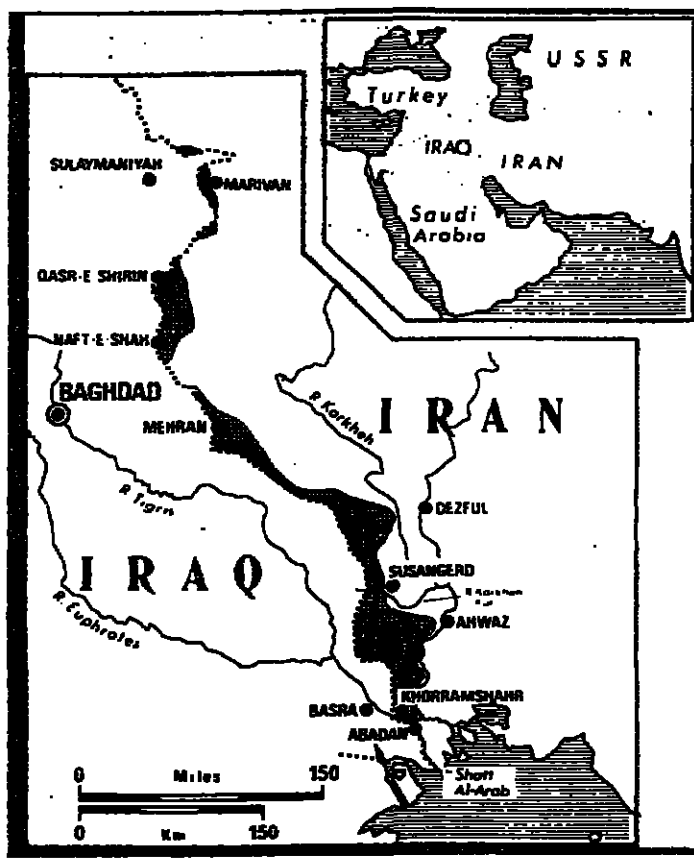 USSR
Turkey
IRAQ
IRAN
Saudi
Arabia
SULAYMANIYAH
MARIVAN
QASR-E SHIRIN
NAFT-E-SHAH
BAGHDAD
MEHRAN
R. Karkheh
IRAN
R. Tigris
DEZFUL
IRAQ
SUSANGERD
R. Euphrates
AHWAZ
BASRA
KHORRAMSHAHR
ABADAN
0 Miles 150
Shatt
Al-Arab
0 Km 150